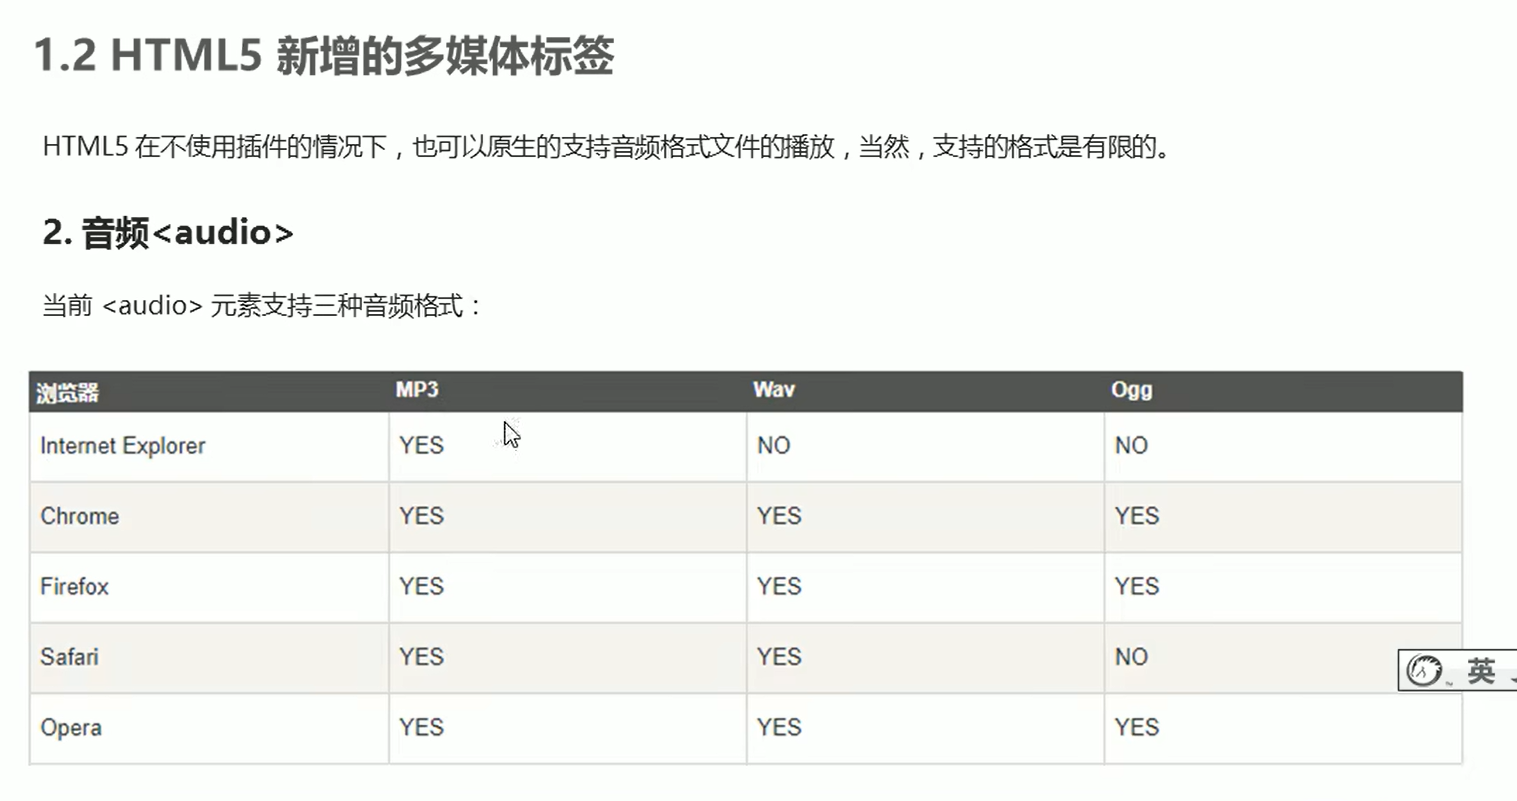 1.2 HTML5 新增的多媒体标签
HTML5 在不使用插件的情况下，也可以原生的支持音频格式文件的播放，当然，支持的格式是有限的。
2. 音频<audio>
当前 <audio> 元素支持三种音频格式：
浏览器 MP3 Wav Ogg
Internet Explorer YES NO NO
Chrome YES YES YES
Firefox YES YES YES
Safari YES YES NO
英
Opera YES YES YES